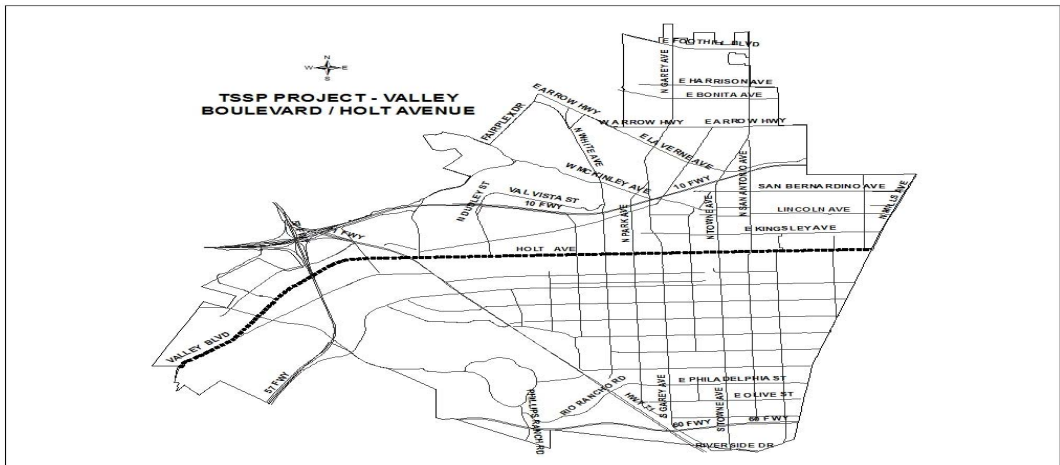 N
W E
S
TSSP PROJECT - VALLEY
BOULEVARD / HOLT AVENUE
E FOOTHILL BLVD
N GAREY AVE
E HARRISON AVE
E BONITA AVE
E ARROW HWY
FAIRPLEX DR
W ARROW HWY
E ARROW HWY
N WHITE AVE
E LA VERNE AVE
W MCKINLEY AVE
10 FWY
N SAN ANTONIO AVE
SAN BERNARDINO AVE
N MILLS AVE
N DUDLEY ST
VAL VISTA ST
10 FWY
N PARK AVE
N TOWNE AVE
LINCOLN AVE
E KINGSLEY AVE
FWY
HOLT AVE
VALLEY BLVD
57 FWY
PHILLIPS RANCH RD
RIO RANCHO RD
HWY 71
S GAREY AVE
S TOWNE AVE
E PHILADELPHIA ST
E OLIVE ST
60 FWY
60 FWY
RIVERSIDE DR